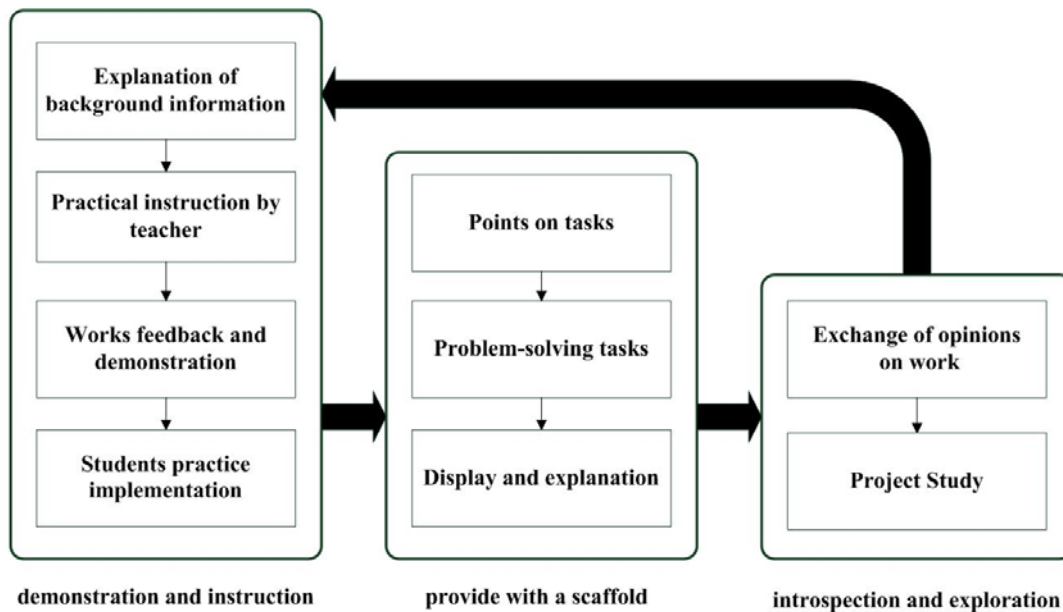 Explanation of
background information
Practical instruction by
teacher
Works feedback and
demonstration
Students practice
implementation
demonstration and instruction
Points on tasks
Problem-solving tasks
Display and explanation
provide with a scaffold
Exchange of opinions
on work
Project Study
introspection and exploration